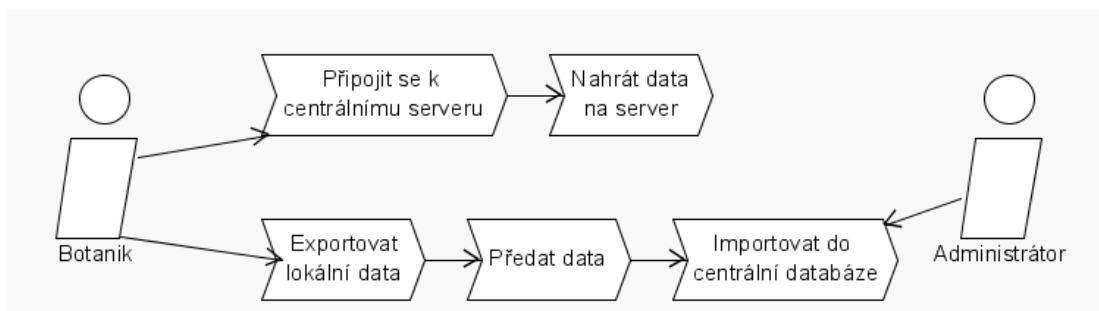 Připojit se k
centrálnímu serveru
Nahrát data
na server
Botanik
Exportovat
lokální data
Předat data
Importovat do
centrální databáze
Administrátor